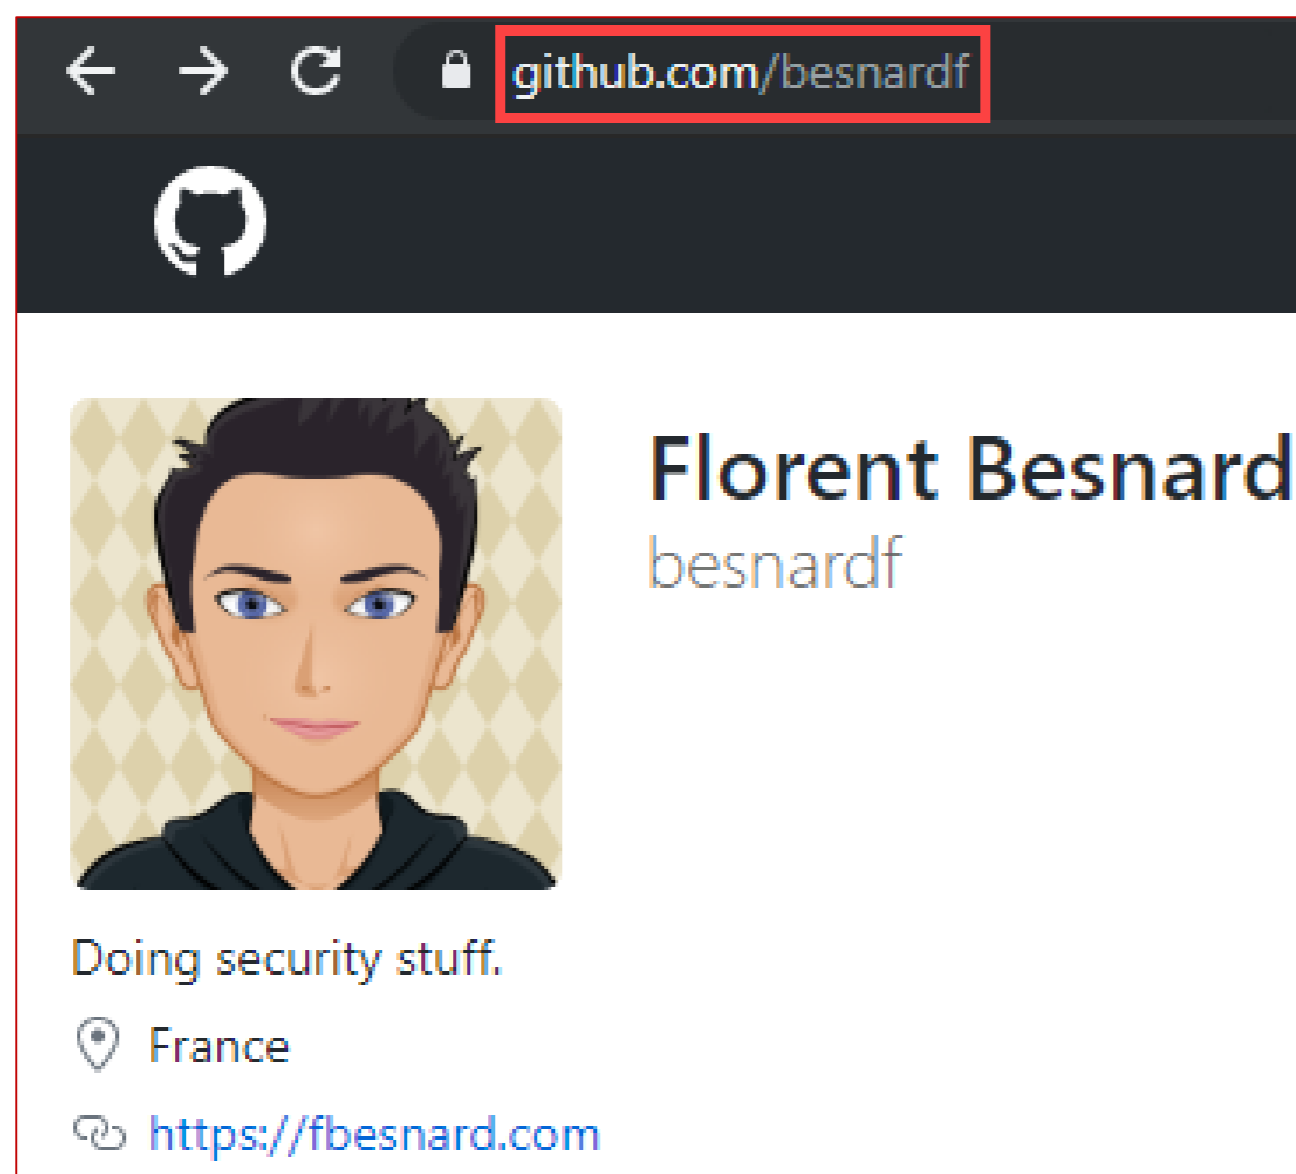 github.com/besnardf
Florent Besnard
besnardf
Doing security stuff.
France
https://fbesnard.com